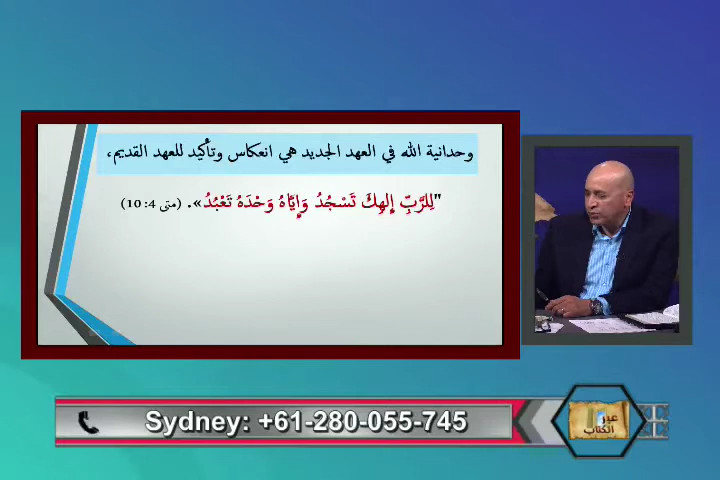 وحدانية الله في العهد الجديد هي انعكاس وتأكيد للعهد القديم،
"لِلرَّبِّ إِلهِكَ تَسْجُدُ وَإِيَّاهُ وَحْدَهُ تَعْبُدُ». (متى 4: 10)
Sydney: +61-280-055-745
عبر
الكتاب